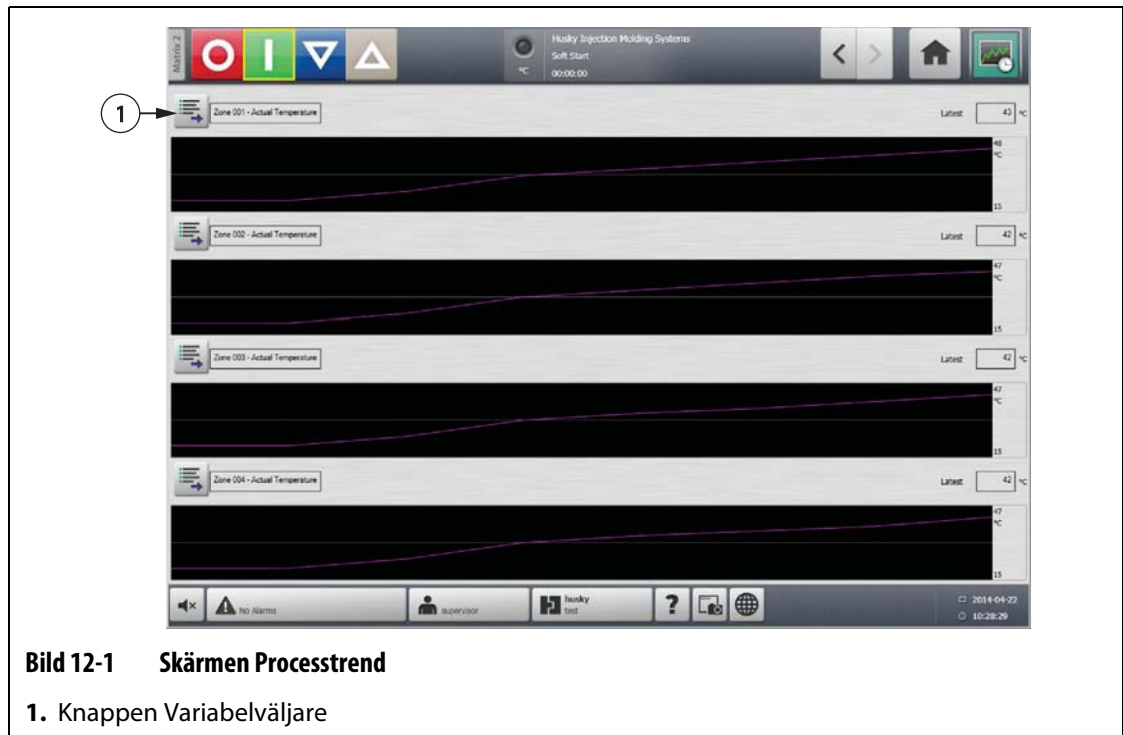 Matrix 2
Husky Injection Molding Systems
Soft Start
°C 00:00:00
1
Zone 001 - Actual Temperature Latest 43 °C
48
°C
15
Zone 002 - Actual Temperature Latest 42 °C
47
°C
15
Zone 003 - Actual Temperature Latest 42 °C
47
°C
15
Zone 004 - Actual Temperature Latest 42 °C
47
°C
15
No Alarms supervisor husky
test
? 2014-04-22
10:28:29
Bild 12-1 Skärmen Processtrend
1. Knappen Variabelväljare